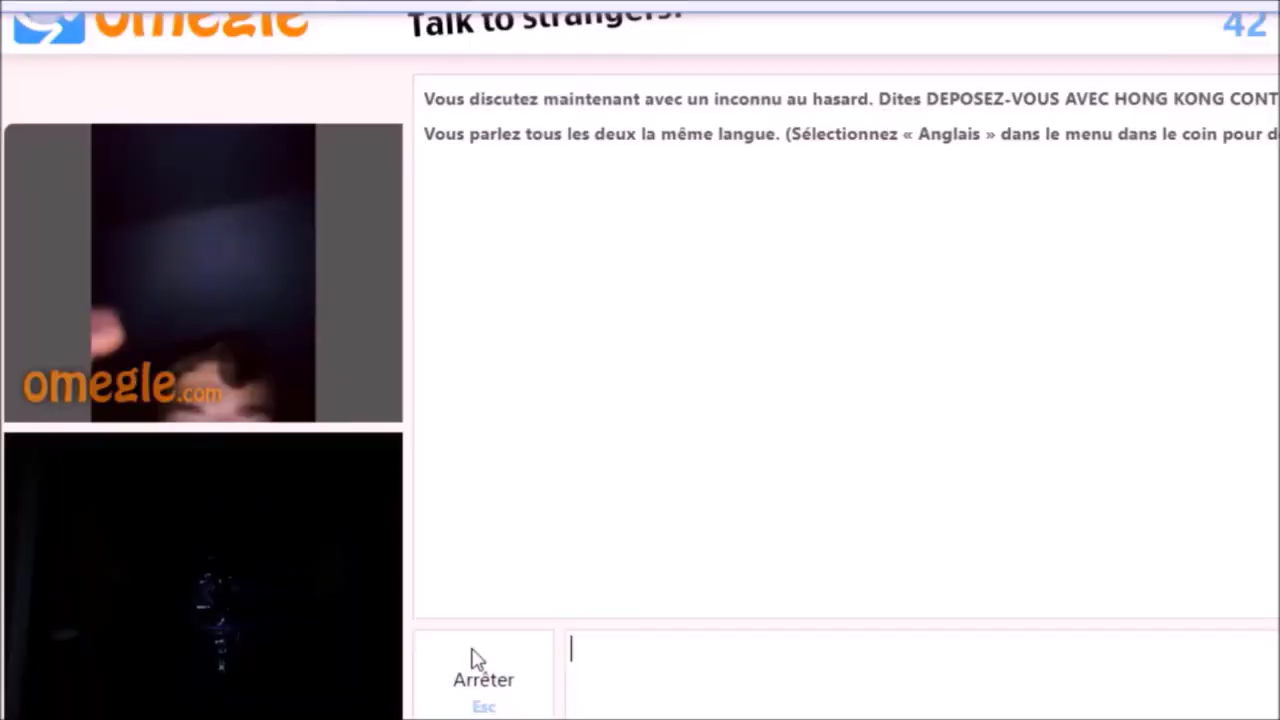 omegle
Talk to strangers!
42
Vous discutez maintenant avec un inconnu au hasard. Dites DEPOSEZ-VOUS AVEC HONG KONG CONT
Vous parlez tous les deux la même langue. (Sélectionnez « Anglais » dans le menu dans le coin pour d
omegle.com
Arrêter
Esc